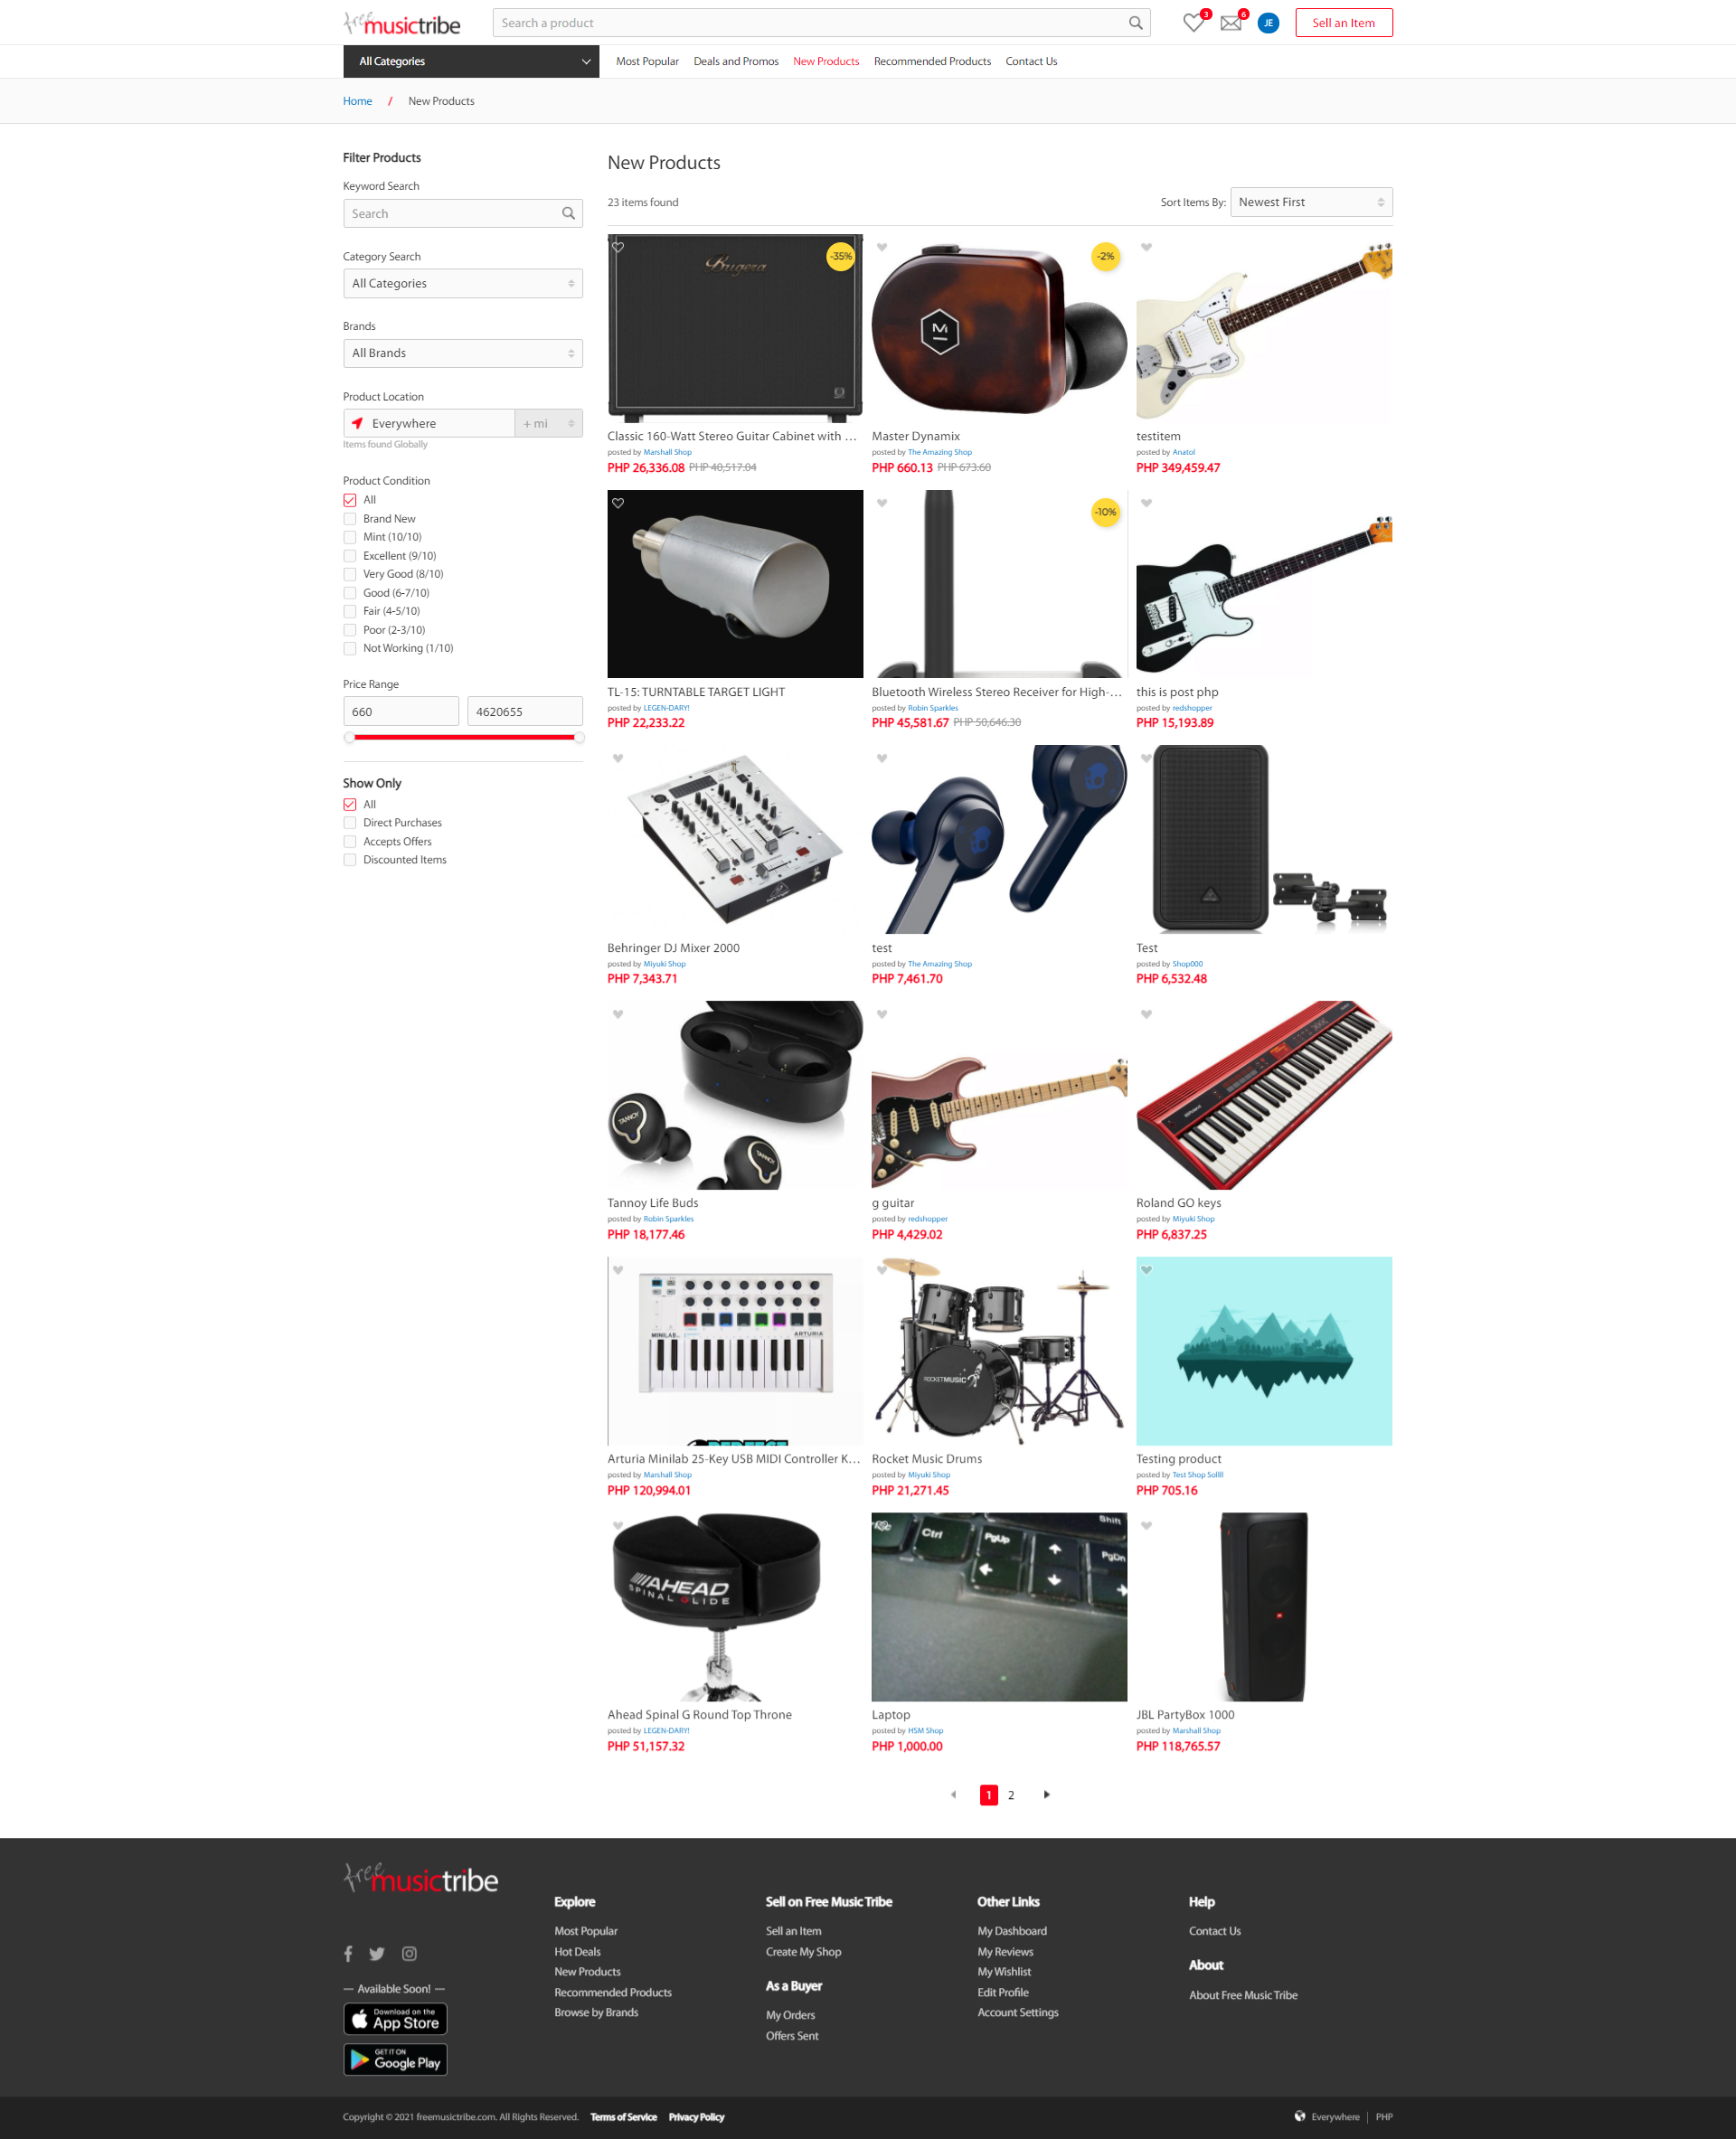 free musictribe
Search a product
3
6
JE
Sell an Item
All Categories
Most Popular
Deals and Promos
New Products
Recommended Products
Contact Us
Home / New Products
Filter Products
Keyword Search
Search
Category Search
All Categories
Brands
All Brands
Product Location
Everywhere
+ mi
Items found Globally
Product Condition
All
Brand New
Mint (10/10)
Excellent (9/10)
Very Good (8/10)
Good (6-7/10)
Fair (4-5/10)
Poor (2-3/10)
Not Working (1/10)
Price Range
660
4620655
Show Only
All
Direct Purchases
Accepts Offers
Discounted Items
New Products
23 items found
Sort Items By:
Newest First
Bugera
-35%
Classic 160-Watt Stereo Guitar Cabinet with ...
posted by Marshall Shop
PHP 26,336.08 PHP 40,517.04
M
-2%
Master Dynamix
posted by The Amazing Shop
PHP 660.13 PHP 673.60
testitem
posted by Anatol
PHP 349,459.47
TL-15: TURNTABLE TARGET LIGHT
posted by LEGEN-DARY!
PHP 22,233.22
-10%
Bluetooth Wireless Stereo Receiver for High-...
posted by Robin Sparkles
PHP 45,581.67 PHP 50,646.30
this is post php
posted by redshopper
PHP 15,193.89
Behringer DJ Mixer 2000
posted by Miyuki Shop
PHP 7,343.71
test
posted by The Amazing Shop
PHP 7,461.70
Test
posted by Shop000
PHP 6,532.48
TANNOY
TANNOY
Tannoy Life Buds
posted by Robin Sparkles
PHP 18,177.46
g guitar
posted by redshopper
PHP 4,429.02
Roland GO keys
posted by Miyuki Shop
PHP 6,837.25
MINILAB
ARTURIA
Arturia Minilab 25-Key USB MIDI Controller K...
posted by Marshall Shop
PHP 120,994.01
ROCKETMUSIC
Rocket Music Drums
posted by Miyuki Shop
PHP 21,271.45
Testing product
posted by Test Shop Sollll
PHP 705.16
AHEAD
SPINAL GLIDE
Ahead Spinal G Round Top Throne
posted by LEGEN-DARY!
PHP 51,157.32
Shift
Ctrl
PgUp
PgDn
Laptop
posted by HSM Shop
PHP 1,000.00
JBL PartyBox 1000
posted by Marshall Shop
PHP 118,765.57
1
2
free musictribe
— Available Soon! —
Download on the
App Store
GET IT ON
Google Play
Explore
Most Popular
Hot Deals
New Products
Recommended Products
Browse by Brands
Sell on Free Music Tribe
Sell an Item
Create My Shop
As a Buyer
My Orders
Offers Sent
Other Links
My Dashboard
My Reviews
My Wishlist
Edit Profile
Account Settings
Help
Contact Us
About
About Free Music Tribe
Copyright © 2021 freemusictribe.com. All Rights Reserved.
Terms of Service
Privacy Policy
Everywhere | PHP